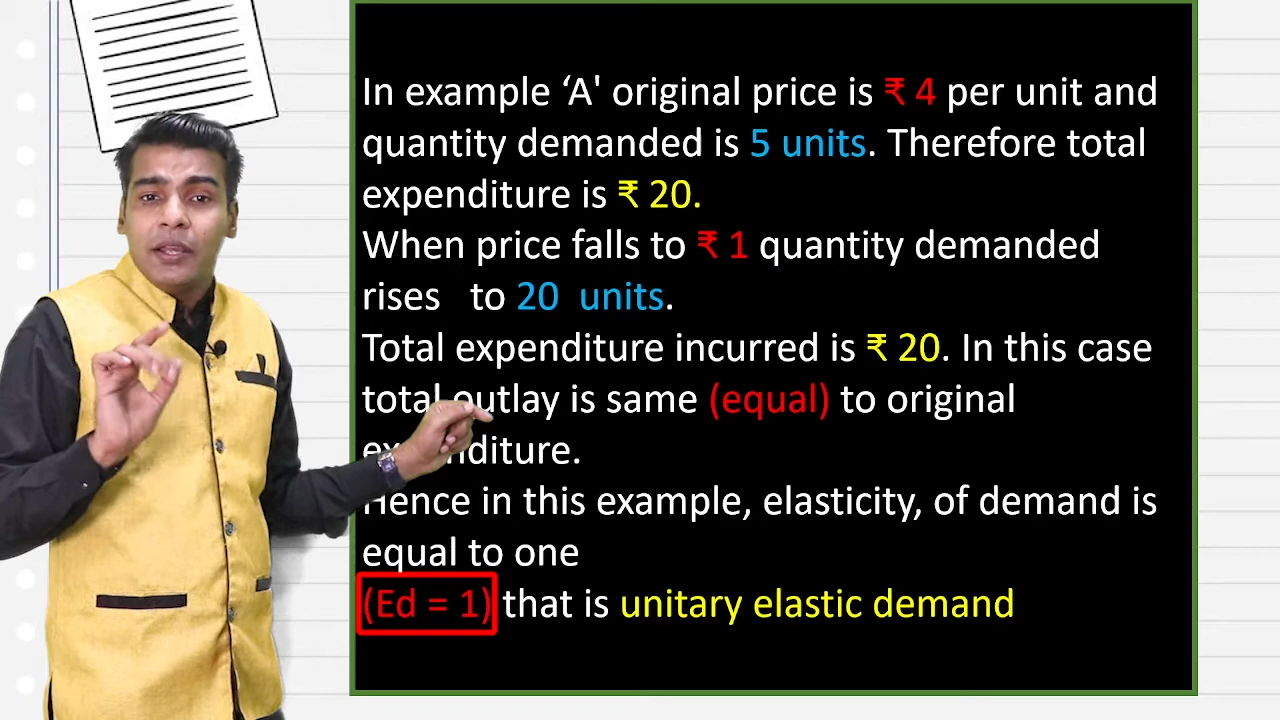 In example ‘A' original price is ₹ 4 per unit and
quantity demanded is 5 units. Therefore total
expenditure is ₹ 20.
When price falls to ₹ 1 quantity demanded
rises to 20 units.
Total expenditure incurred is ₹ 20. In this case
total outlay is same (equal) to original
expenditure.
Hence in this example, elasticity, of demand is
equal to one
(Ed = 1) that is unitary elastic demand